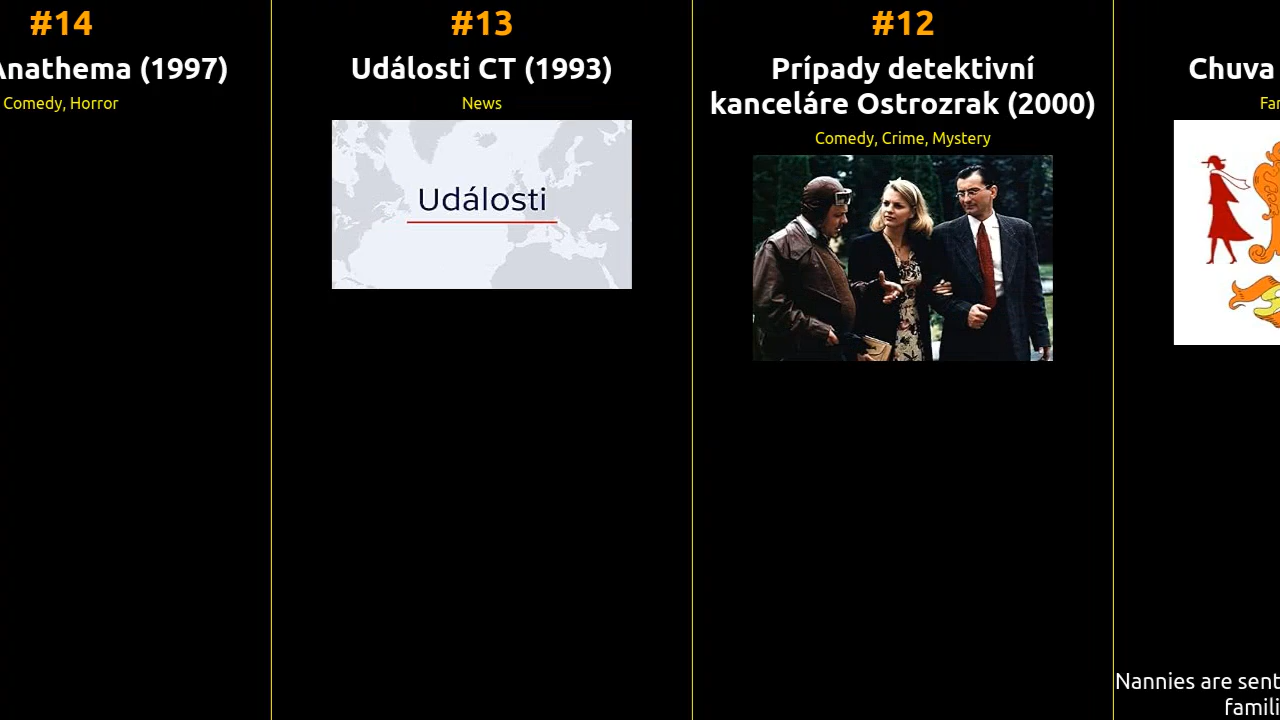 #14
Anathema (1997)
Comedy, Horror
#13
Události CT (1993)
News
Události
#12
Prípady detektivní
kanceláre Ostrozrak (2000)
Comedy, Crime, Mystery
Chuva
Nannies are sent